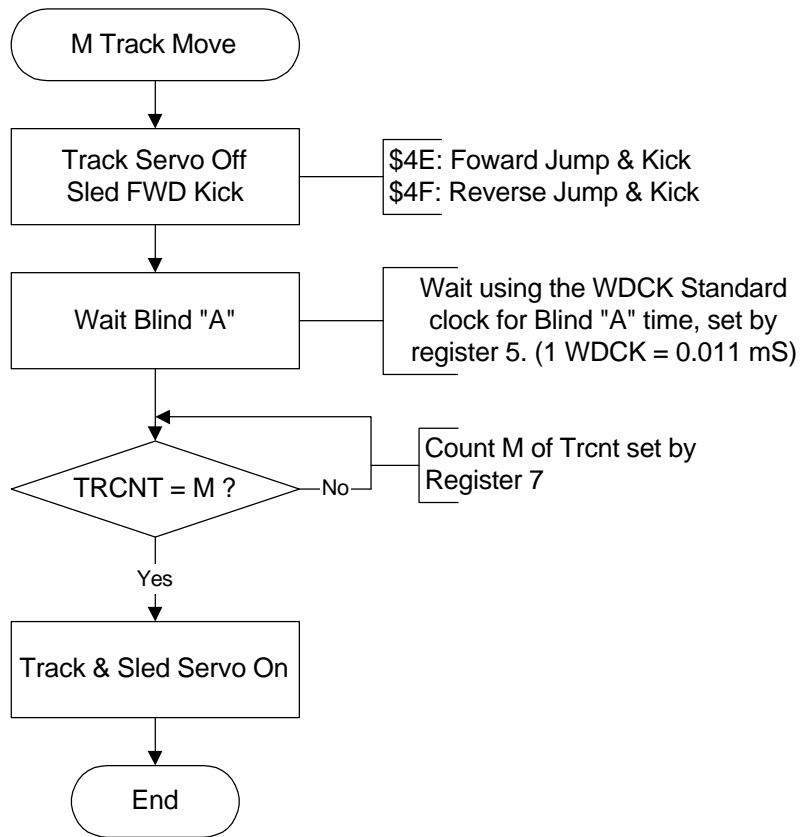 M Track Move
Track Servo Off
Sled FWD Kick
$4E: Foward Jump & Kick
$4F: Reverse Jump & Kick
Wait Blind "A"
Wait using the WDCK Standard
clock for Blind "A" time, set by
register 5. (1 WDCK = 0.011 mS)
TRCNT = M ?
No
Count M of Trcnt set by
Register 7
Yes
Track & Sled Servo On
End